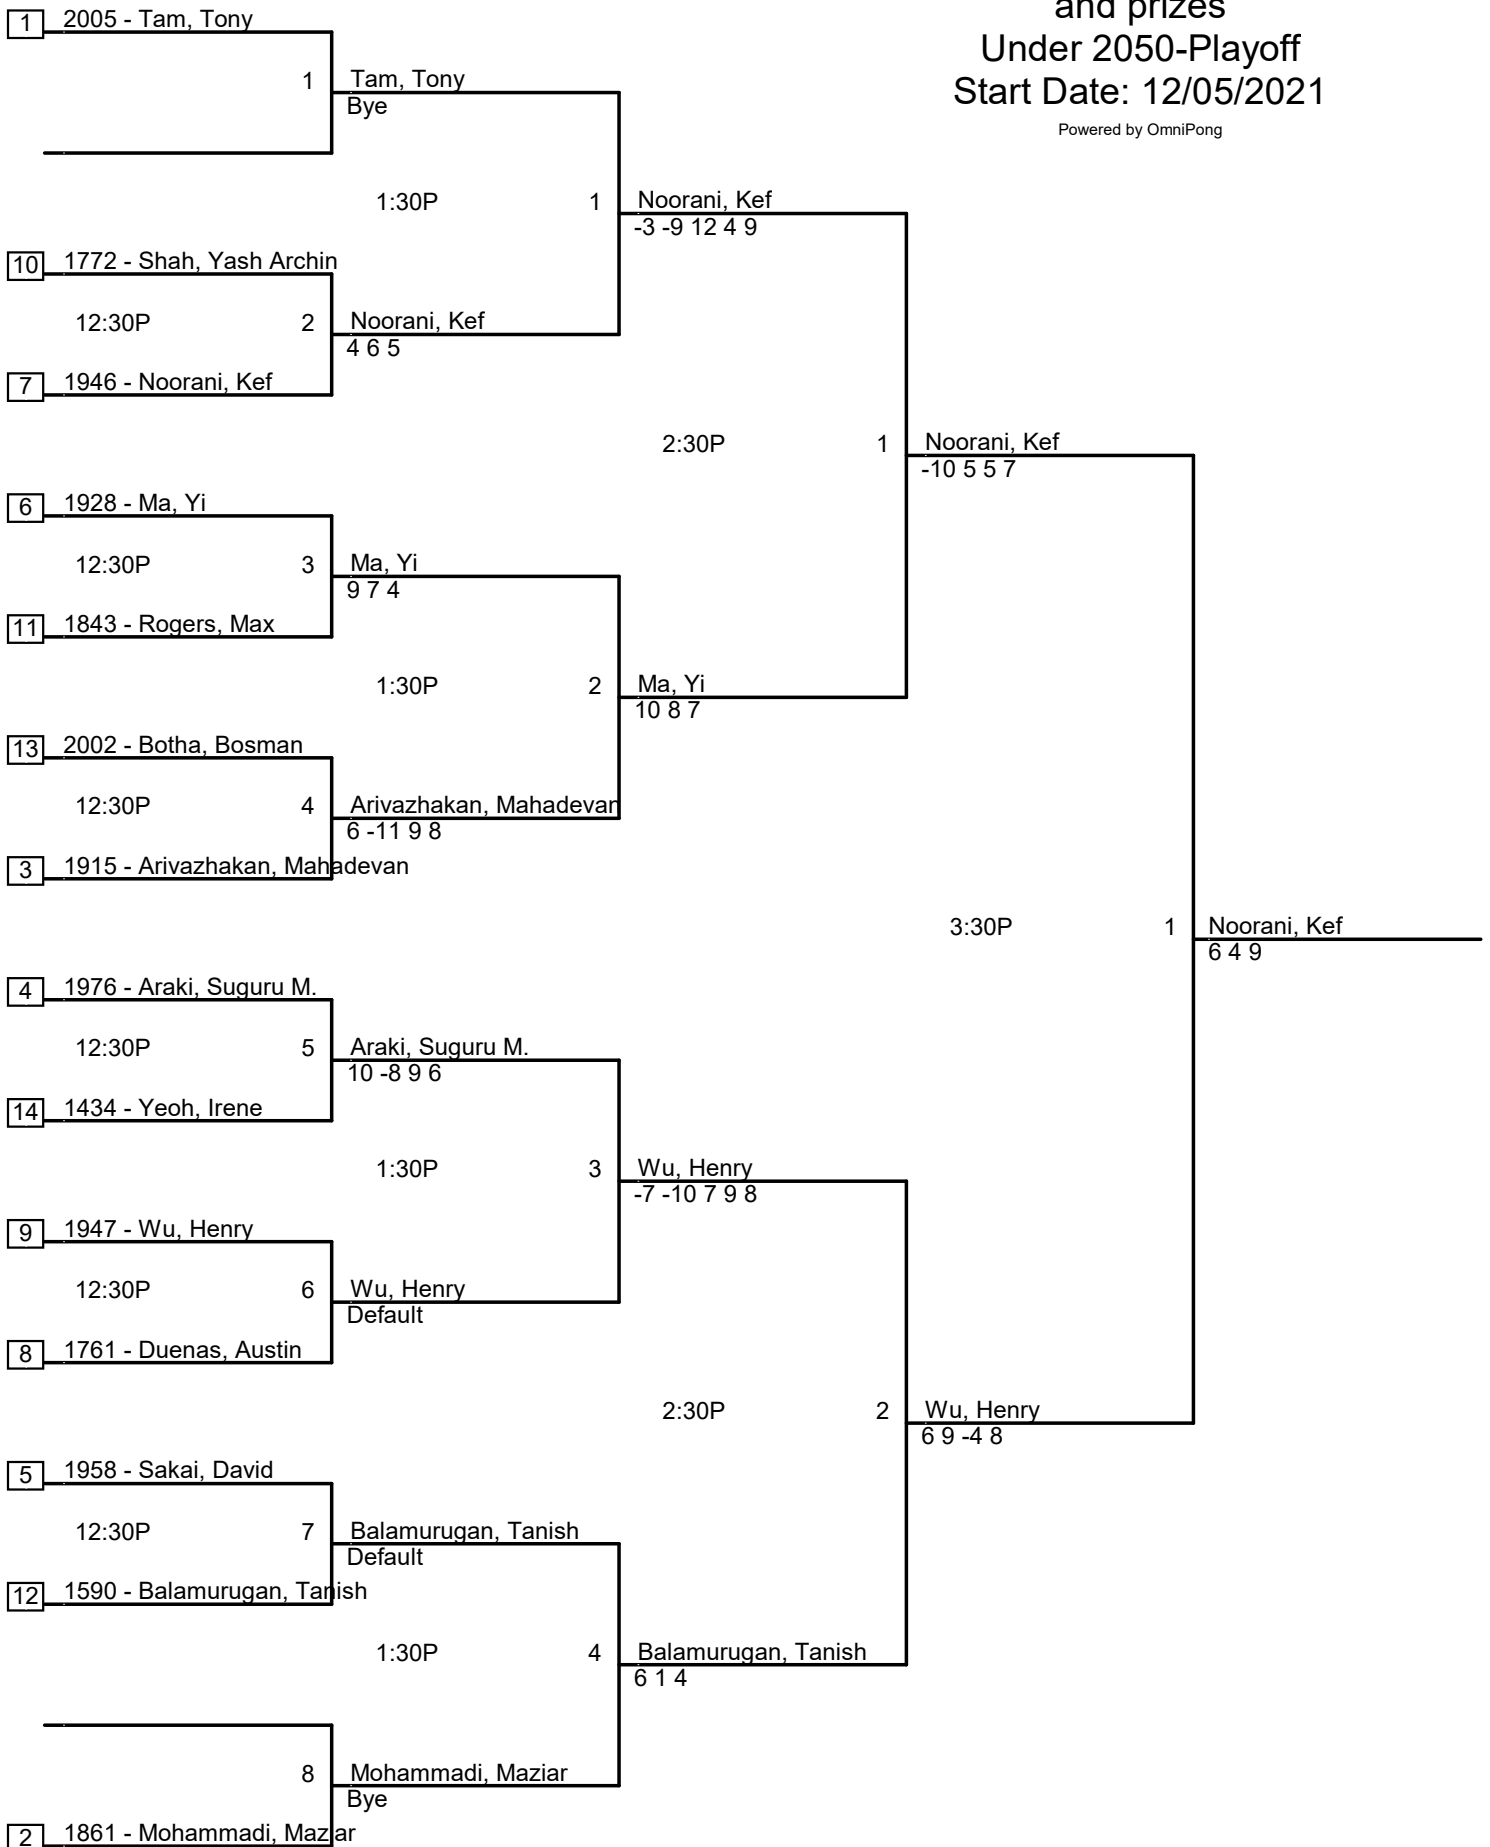 and prizes
Under 2050-Playoff
Start Date: 12/05/2021
Powered by OmniPong
1 2005 - Tam, Tony
1 Tam, Tony
Bye
1:30P 1 Noorani, Kef
-3 -9 12 4 9
10 1772 - Shah, Yash Archin
12:30P 2 Noorani, Kef
4 6 5
7 1946 - Noorani, Kef
2:30P 1 Noorani, Kef
-10 5 5 7
6 1928 - Ma, Yi
12:30P 3 Ma, Yi
9 7 4
11 1843 - Rogers, Max
1:30P 2 Ma, Yi
10 8 7
13 2002 - Botha, Bosman
12:30P 4 Arivazhakan, Mahadevan
6 -11 9 8
3 1915 - Arivazhakan, Mahadevan
3:30P 1 Noorani, Kef
6 4 9
4 1976 - Araki, Suguru M.
12:30P 5 Araki, Suguru M.
10 -8 9 6
14 1434 - Yeoh, Irene
1:30P 3 Wu, Henry
-7 -10 7 9 8
9 1947 - Wu, Henry
12:30P 6 Wu, Henry
Default
8 1761 - Duenas, Austin
2:30P 2 Wu, Henry
6 9 -4 8
5 1958 - Sakai, David
12:30P 7 Balamurugan, Tanish
Default
12 1590 - Balamurugan, Tanish
1:30P 4 Balamurugan, Tanish
6 1 4
8 Mohammadi, Maziar
Bye
2 1861 - Mohammadi, Maziar